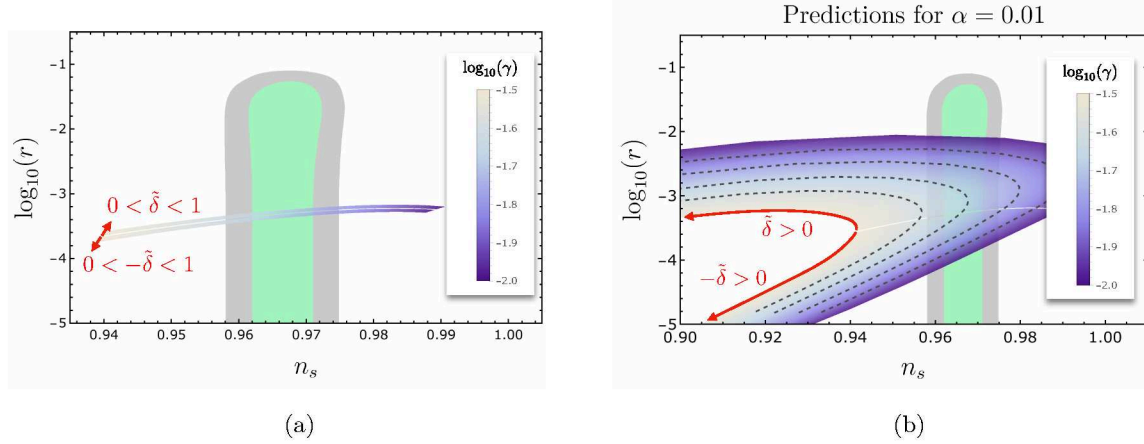 Predictions for α = 0.01
log₁₀(r)
-1
-2
-3
-4
-5
0.94
0.95
0.96
0.97
0.98
0.99
1.00
n_s
0 < δ̃ < 1
0 < −δ̃ < 1
log₁₀(γ)
-1.5
-1.6
-1.7
-1.8
-1.9
-2.0
(a)
log₁₀(r)
-1
-2
-3
-4
-5
0.90
0.92
0.94
0.96
0.98
1.00
n_s
δ̃ > 0
−δ̃ > 0
log₁₀(γ)
-1.5
-1.6
-1.7
-1.8
-1.9
-2.0
(b)